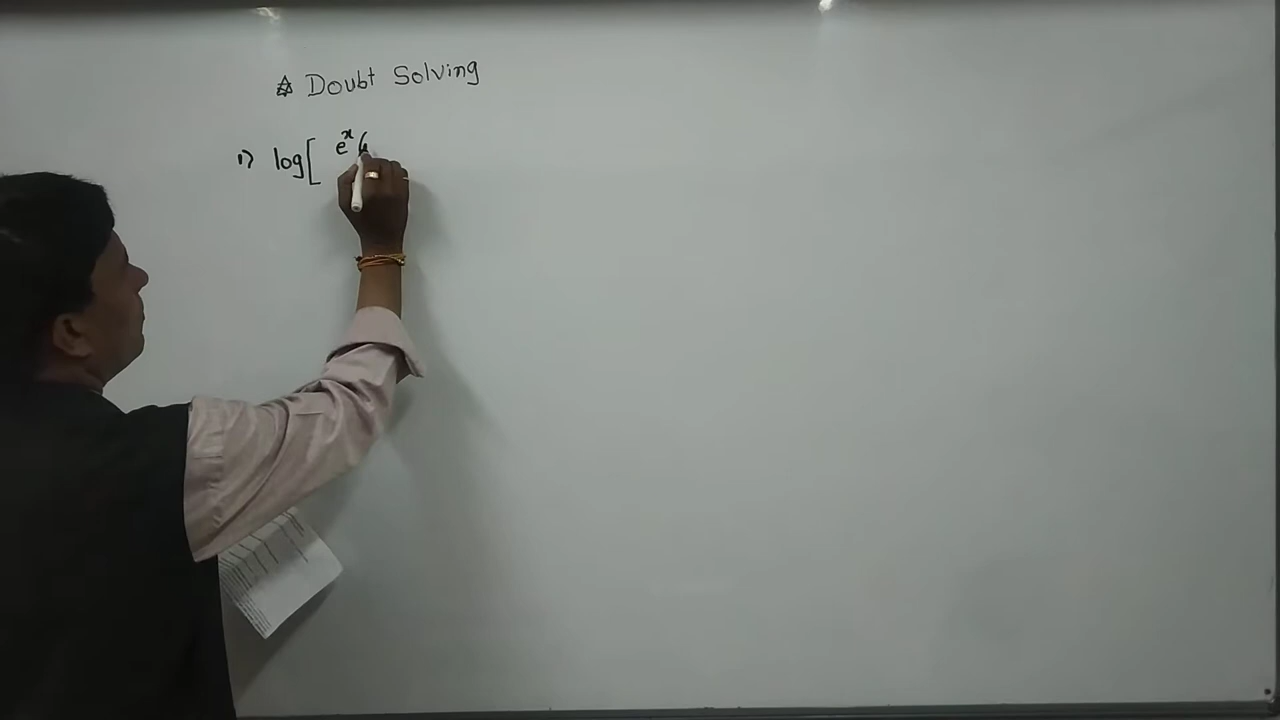 ✡ Doubt Solving
1) log[ eˣ(